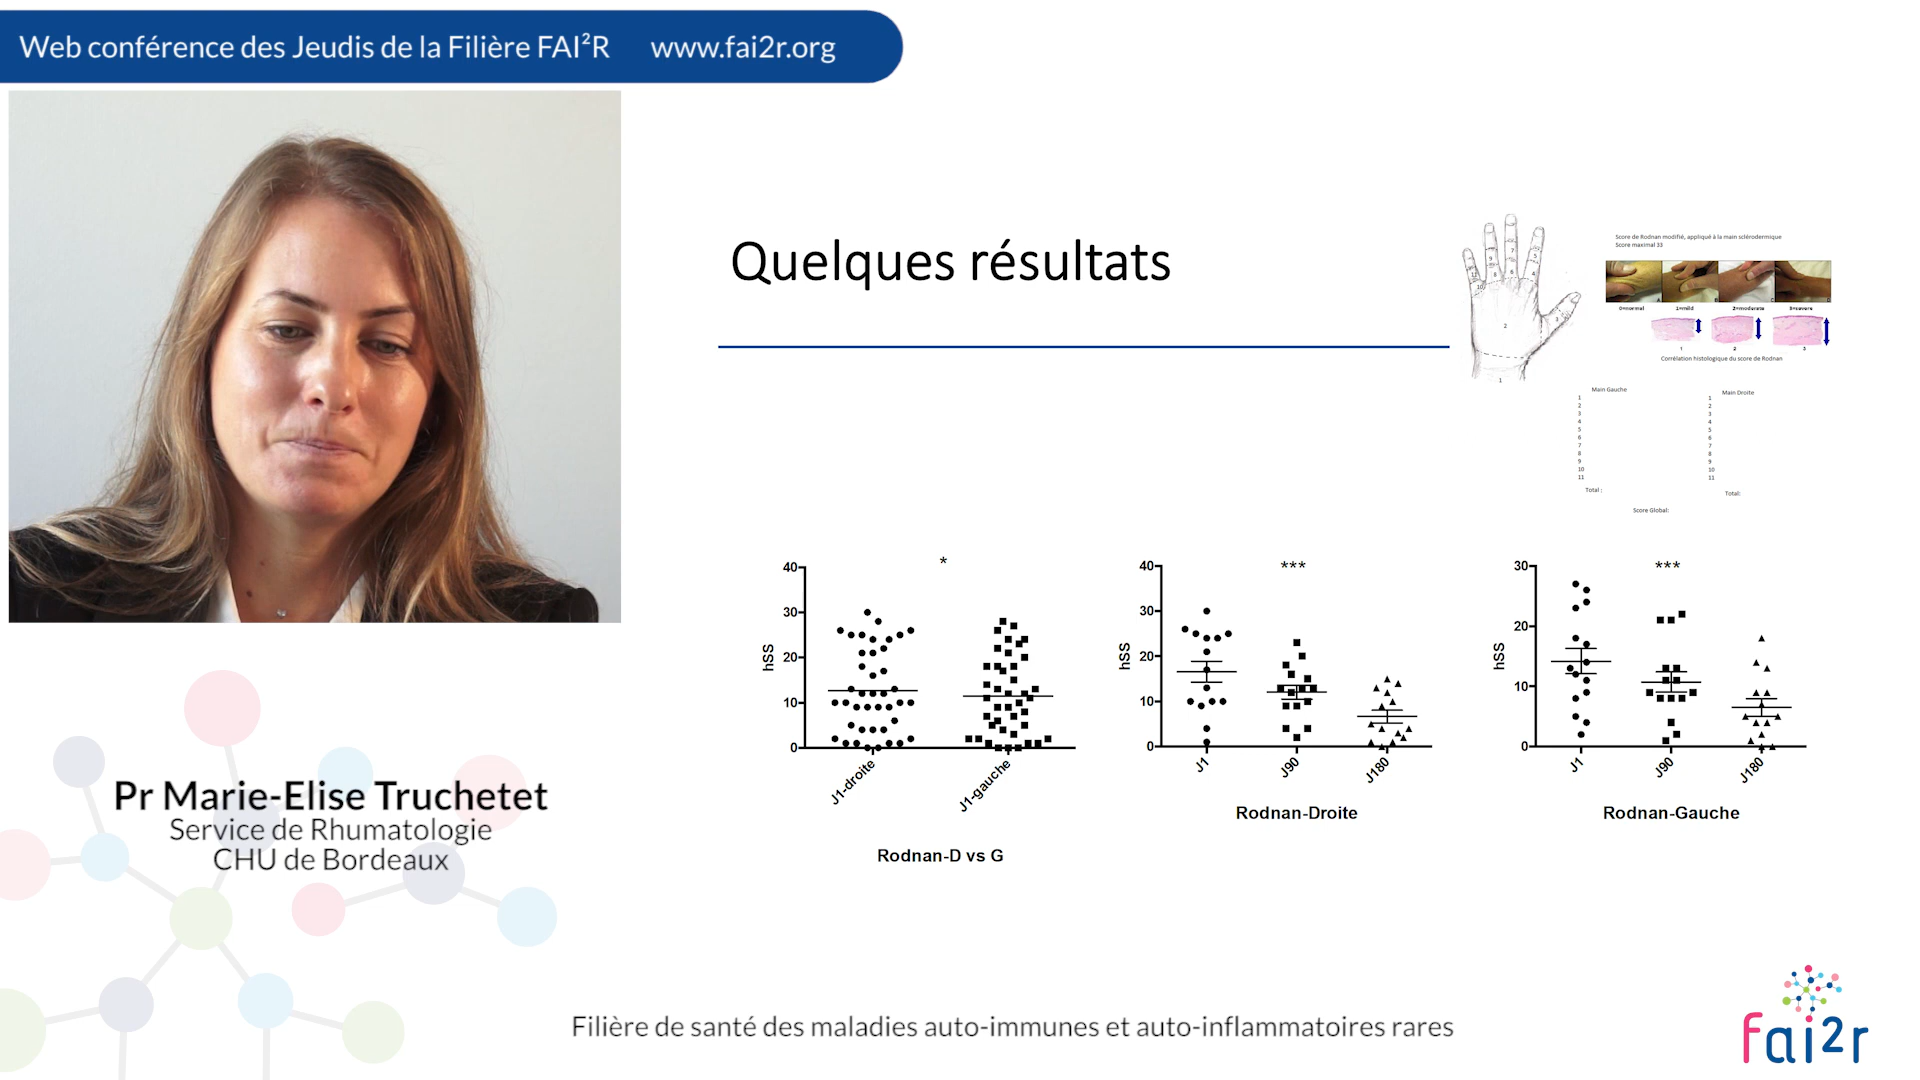 Web conférence des Jeudis de la Filière FAI²R www.fai2r.org
Quelques résultats
Score de Rodnan modifié, appliqué à la main sclérodermique
Score maximal 33
0=normal 1=mild 2=moderate 3=severe
1 2 3
Corrélation histologique du score de Rodnan
Main Gauche Main Droite
1 1
2 2
3 3
4 4
5 5
6 6
7 7
8 8
9 9
10 10
11 11
Total : Total:
Score Global:
*
hSS
40
30
20
10
0
J1-droite J1-gauche
Rodnan-D vs G
***
hSS
40
30
20
10
0
J1 J90 J180
Rodnan-Droite
***
hSS
30
20
10
0
J1 J90 J180
Rodnan-Gauche
Pr Marie-Elise Truchetet
Service de Rhumatologie
CHU de Bordeaux
Filière de santé des maladies auto-immunes et auto-inflammatoires rares
fai2r